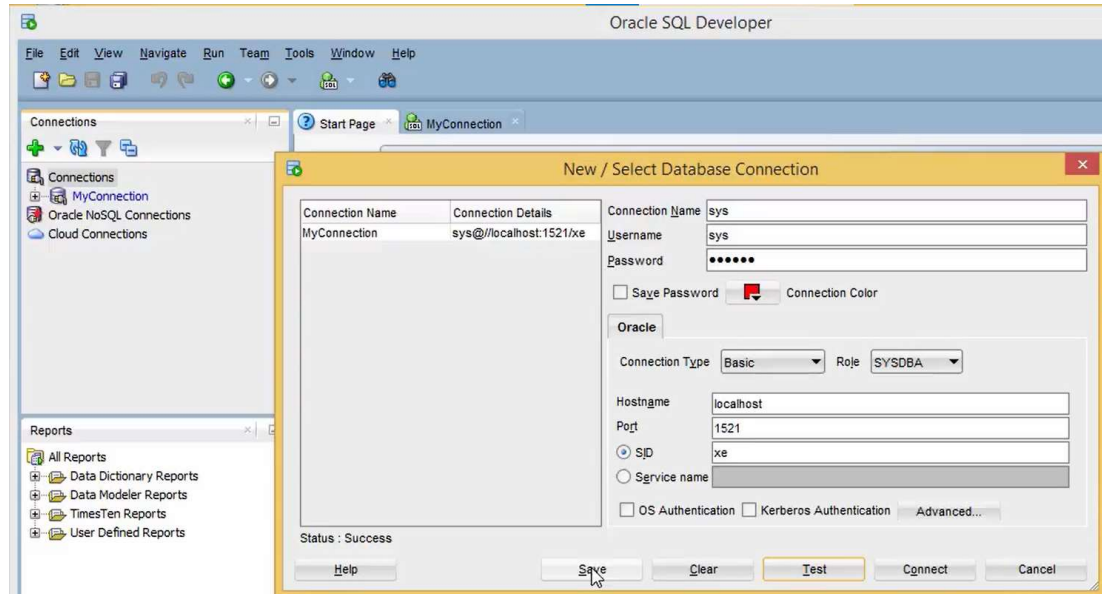 Oracle SQL Developer
File Edit View Navigate Run Team Tools Window Help
Connections
Start Page
MyConnection
Connections
MyConnection
Oracle NoSQL Connections
Cloud Connections
Reports
All Reports
Data Dictionary Reports
Data Modeler Reports
TimesTen Reports
User Defined Reports
New / Select Database Connection
Connection Name Connection Details
MyConnection sys@//localhost:1521/xe
Connection Name sys
Username sys
Password ••••••
Save Password Connection Color
Oracle
Connection Type Basic Role SYSDBA
Hostname localhost
Port 1521
SID xe
Service name
OS Authentication Kerberos Authentication Advanced...
Status : Success
Help Save Clear Test Connect Cancel